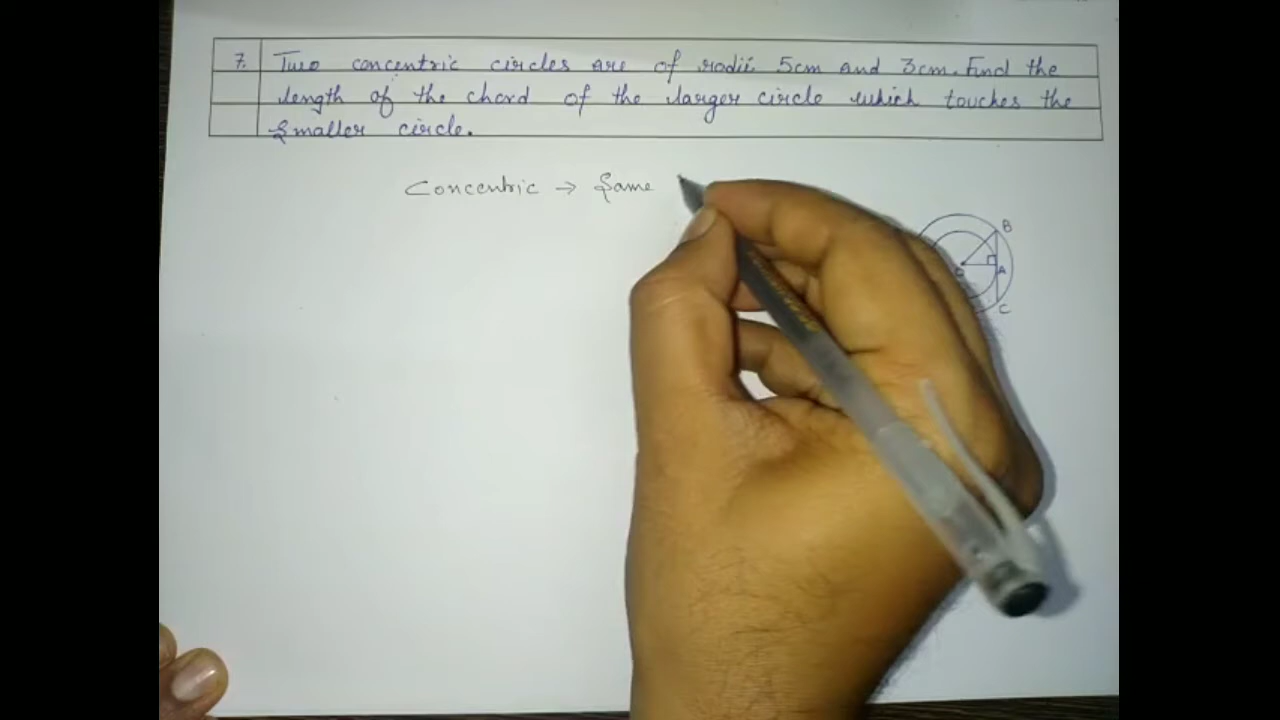 7. Two concentric circles are of radii 5cm and 3cm. Find the
length of the chord of the larger circle which touches the
smaller circle.
Concentric → Same
B
O
A
C